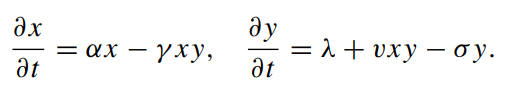 ∂x/∂t = αx − γxy, ∂y/∂t = λ + υxy − σy.